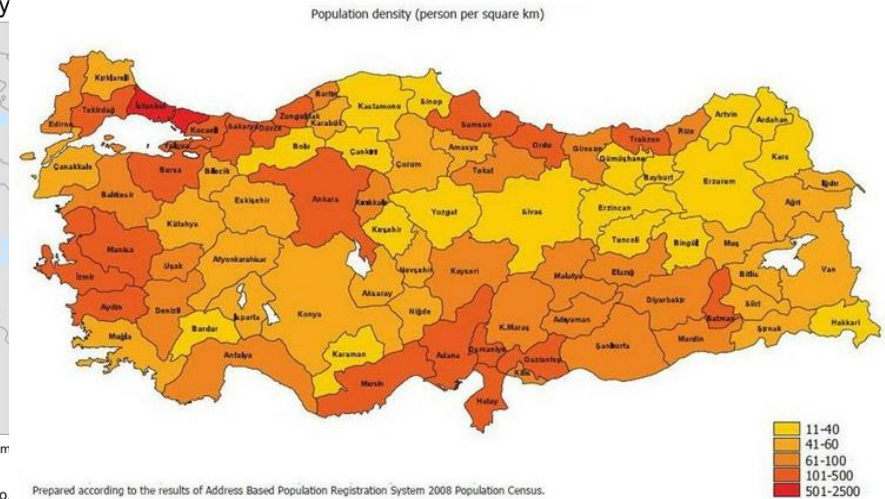 y
Population density (person per square km)
Kırklareli
Edirne
Tekirdağ
İstanbul
Kocaeli
Yalova
Sakarya
Düzce
Zonguldak
Bartın
Karabük
Kastamonu
Sinop
Samsun
Ordu
Giresun
Trabzon
Rize
Artvin
Ardahan
Kars
Iğdır
Çanakkale
Balıkesir
Bursa
Bilecik
Bolu
Çankırı
Çorum
Amasya
Tokat
Gümüşhane
Bayburt
Erzurum
Ağrı
Kütahya
Eskişehir
Ankara
Kırıkkale
Kırşehir
Yozgat
Sivas
Erzincan
Tunceli
Bingöl
Muş
Bitlis
Van
Manisa
İzmir
Uşak
Afyonkarahisar
Aydın
Denizli
Burdur
Isparta
Konya
Aksaray
Nevşehir
Niğde
Kayseri
Malatya
Elazığ
Diyarbakır
Batman
Siirt
Şırnak
Hakkari
Muğla
Antalya
Karaman
Mersin
Adana
Osmaniye
K.Maraş
Adıyaman
Gaziantep
Kilis
Şanlıurfa
Mardin
Hatay
11-40
41-60
61-100
101-500
501-2500
m
o.
Prepared according to the results of Address Based Population Registration System 2008 Population Census.